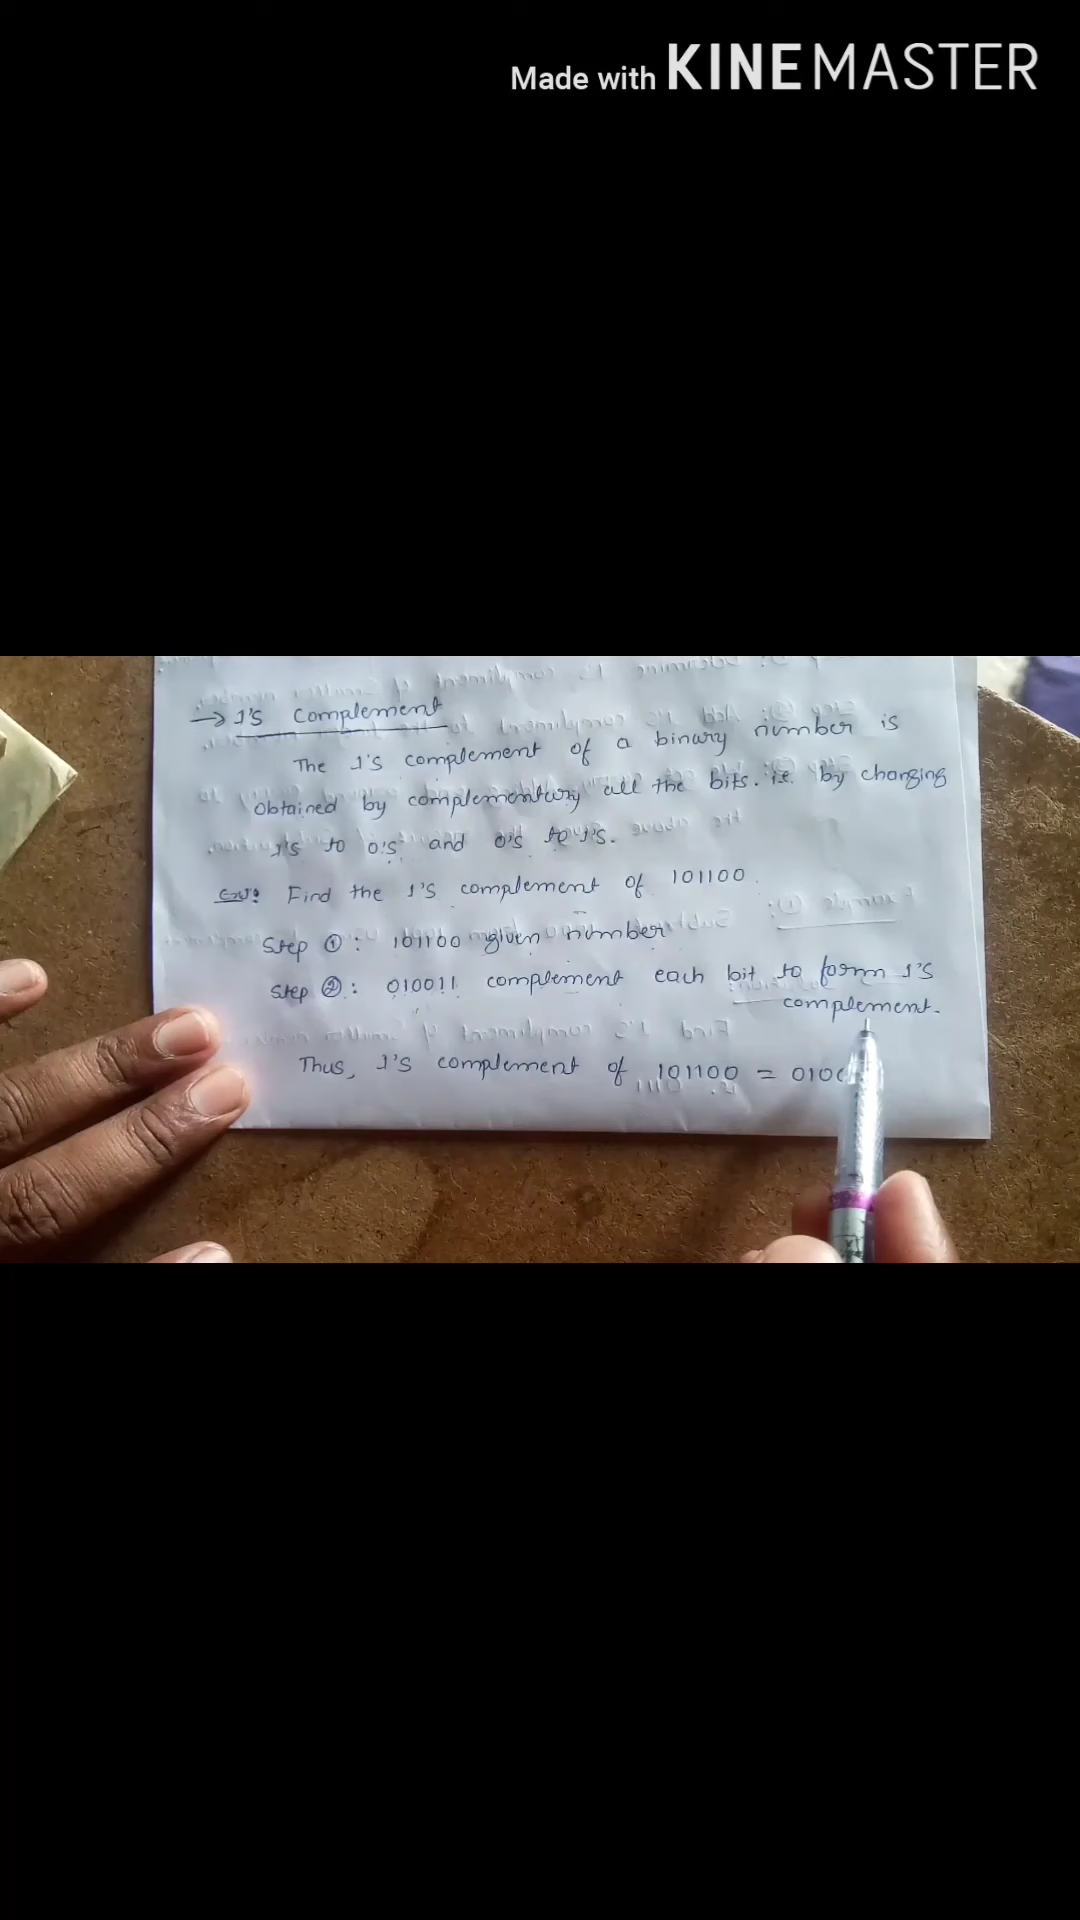 Made with KINEMASTER
→ 1's complement
The 1's complement of a binary number is
obtained by complementary all the bits. i.e. by changing
1's to 0's and 0's to 1's.
Ex: Find the 1's complement of 101100.
Step ①: 101100 given number
Step ②: 010011 complement each bit to form 1's
complement.
Thus, 1's complement of 101100 = 010